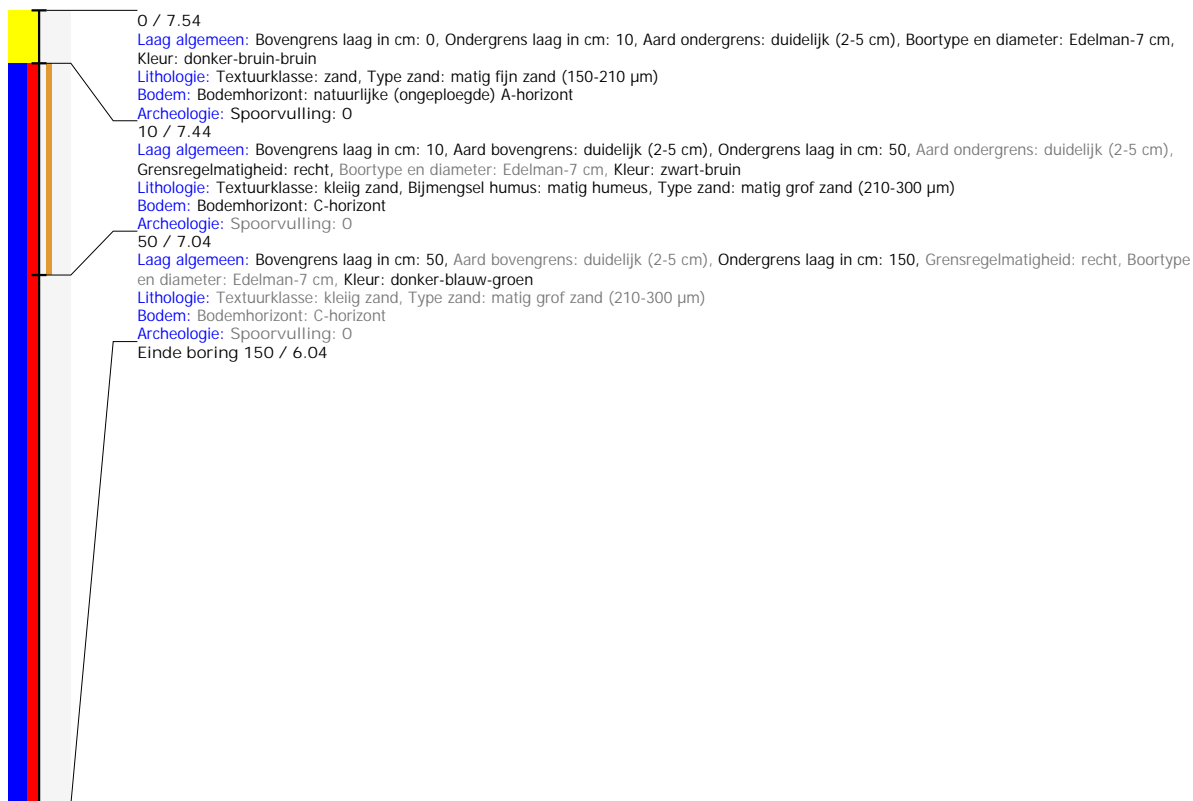 0 / 7.54
Laag algemeen: Bovengrens laag in cm: 0, Ondergrens laag in cm: 10, Aard ondergrens: duidelijk (2-5 cm), Boortype en diameter: Edelman-7 cm,
Kleur: donker-bruin-bruin
Lithologie: Textuurklasse: zand, Type zand: matig fijn zand (150-210 µm)
Bodem: Bodemhorizont: natuurlijke (ongeploegde) A-horizont
Archeologie: Spoorvulling: 0
10 / 7.44
Laag algemeen: Bovengrens laag in cm: 10, Aard bovengrens: duidelijk (2-5 cm), Ondergrens laag in cm: 50, Aard ondergrens: duidelijk (2-5 cm),
Grensregelmatigheid: recht, Boortype en diameter: Edelman-7 cm, Kleur: zwart-bruin
Lithologie: Textuurklasse: kleiig zand, Bijmengsel humus: matig humeus, Type zand: matig grof zand (210-300 µm)
Bodem: Bodemhorizont: C-horizont
Archeologie: Spoorvulling: 0
50 / 7.04
Laag algemeen: Bovengrens laag in cm: 50, Aard bovengrens: duidelijk (2-5 cm), Ondergrens laag in cm: 150, Grensregelmatigheid: recht, Boortype
en diameter: Edelman-7 cm, Kleur: donker-blauw-groen
Lithologie: Textuurklasse: kleiig zand, Type zand: matig grof zand (210-300 µm)
Bodem: Bodemhorizont: C-horizont
Archeologie: Spoorvulling: 0
Einde boring 150 / 6.04